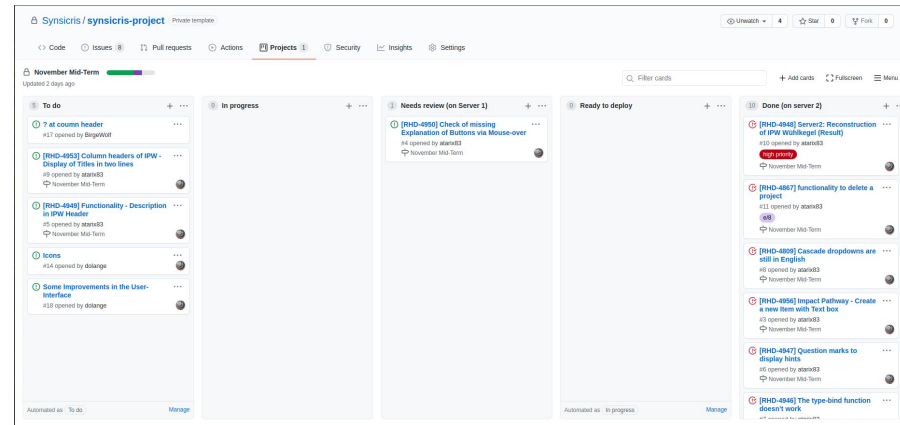 Synsicris / synsicris-project Private template
Unwatch 4 Star 0 Fork 0
Code Issues 8 Pull requests Actions Projects 1 Security Insights Settings
November Mid-Term
Updated 2 days ago
Filter cards
+ Add cards Fullscreen Menu
5 To do
? at coumn header
#17 opened by BirgeWolf
[RHD-4953] Column headers of IPW -
Display of Titles in two lines
#9 opened by atarix83
November Mid-Term
[RHD-4949] Functionality - Description
in IPW Header
#5 opened by atarix83
November Mid-Term
Icons
#14 opened by dolange
Some Improvements in the User-
Interface
#18 opened by dolange
Automated as To do Manage
0 In progress
1 Needs review (on Server 1)
[RHD-4950] Check of missing
Explanation of Buttons via Mouse-over
#4 opened by atarix83
November Mid-Term
0 Ready to deploy
Automated as In progress Manage
10 Done (on server 2)
[RHD-4948] Server2: Reconstruction
of IPW Wühlkegel (Result)
#10 opened by atarix83
high priority
November Mid-Term
[RHD-4867] functionality to delete a
project
#11 opened by atarix83
e/8
November Mid-Term
[RHD-4809] Cascade dropdowns are
still in English
#8 opened by atarix83
November Mid-Term
[RHD-4956] Impact Pathway - Create
a new Item with Text box
#3 opened by atarix83
November Mid-Term
[RHD-4947] Question marks to
display hints
#6 opened by atarix83
November Mid-Term
[RHD-4946] The type-bind function
doesn't work